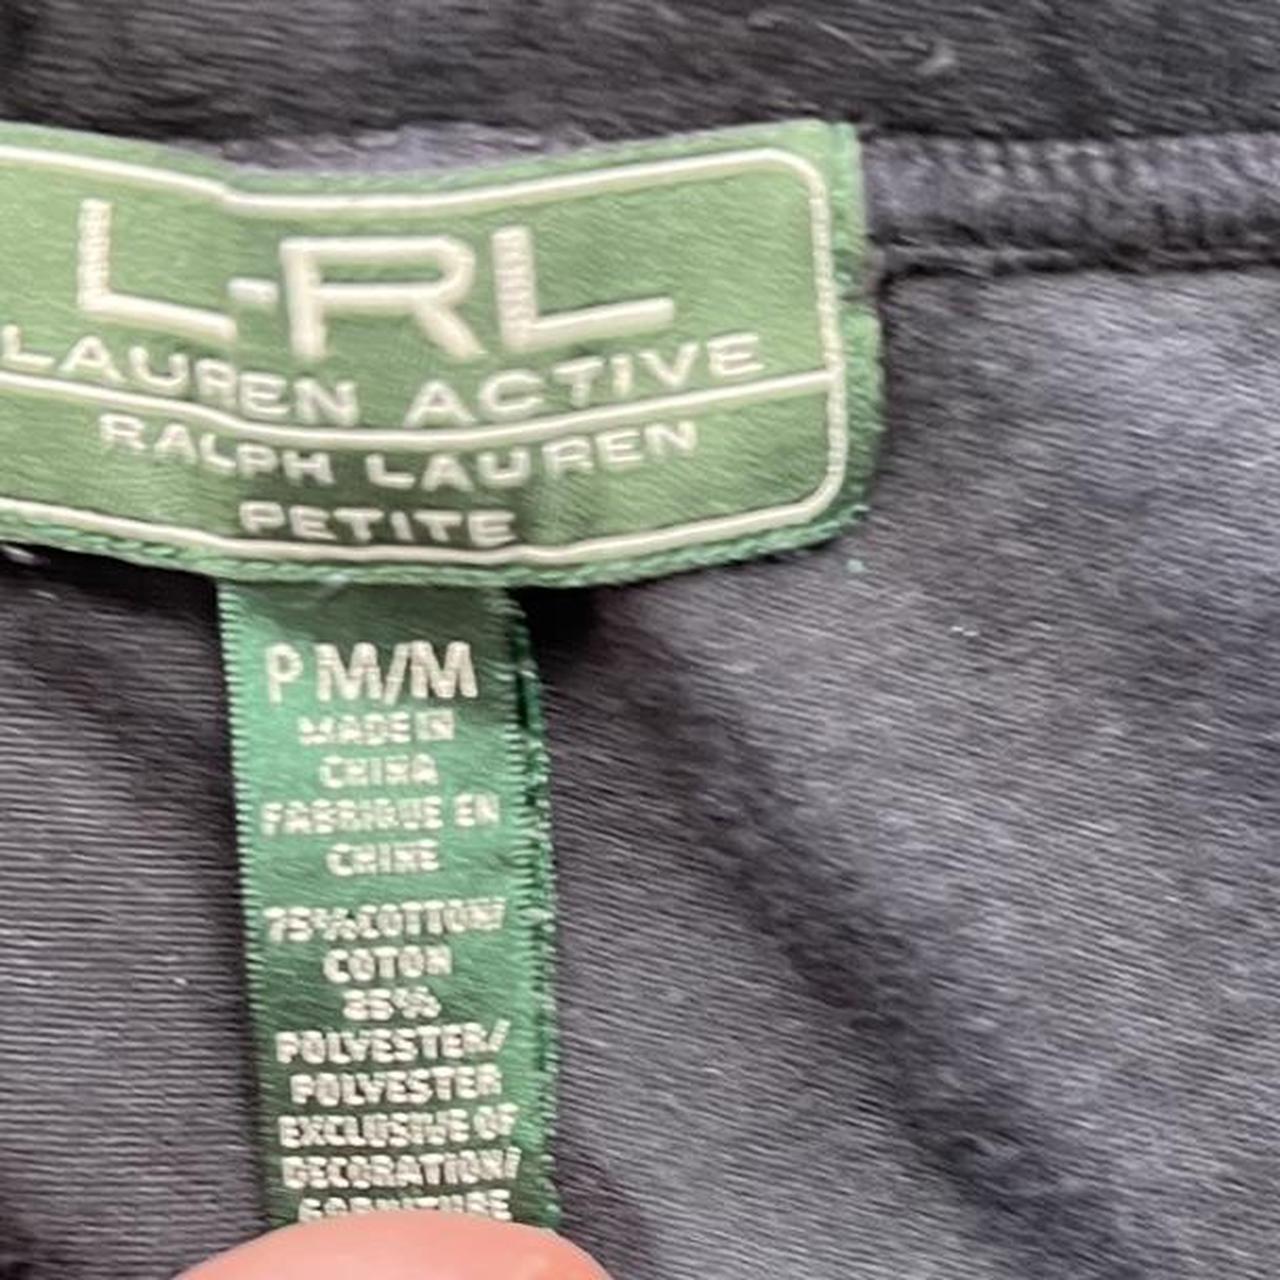 L-RL
LAUREN ACTIVE
RALPH LAUREN
PETITE
P M/M
MADE IN
CHINA
FABRIQUE EN
CHINE
75% COTTON/
COTON
25%
POLYESTER/
POLYESTER
EXCLUSIVE OF
DECORATION/
GARNITURE